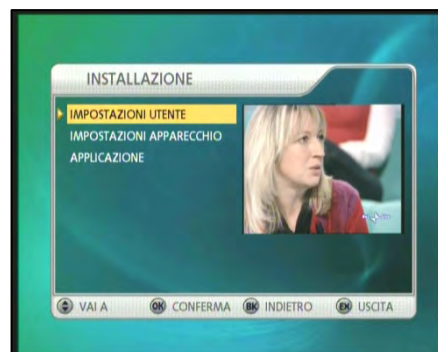 INSTALLAZIONE
IMPOSTAZIONI UTENTE
IMPOSTAZIONI APPARECCHIO
APPLICAZIONE
VAI A OK CONFERMA BK INDIETRO EX USCITA